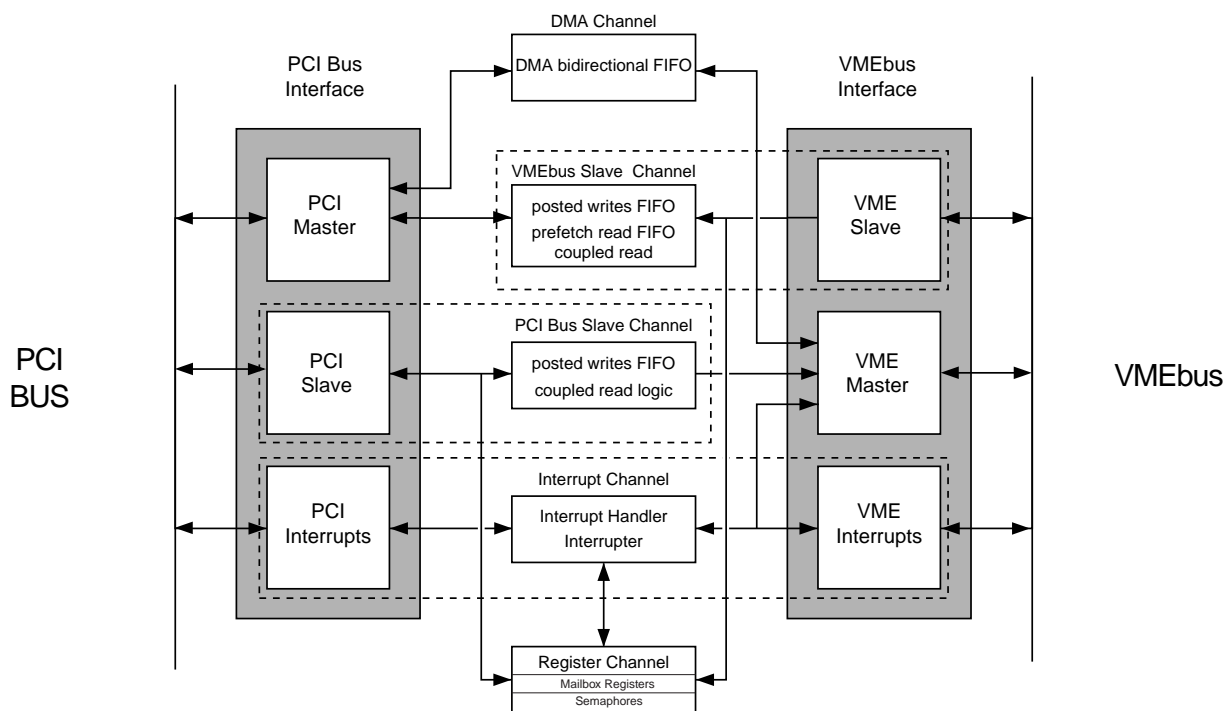 DMA Channel
DMA bidirectional FIFO
PCI Bus
Interface
VMEbus
Interface
PCI
Master
VMEbus Slave Channel
posted writes FIFO
prefetch read FIFO
coupled read
VME
Slave
PCI
BUS
PCI
Slave
PCI Bus Slave Channel
posted writes FIFO
coupled read logic
VME
Master
VMEbus
PCI
Interrupts
Interrupt Channel
Interrupt Handler
Interrupter
VME
Interrupts
Register Channel
Mailbox Registers
Semaphores